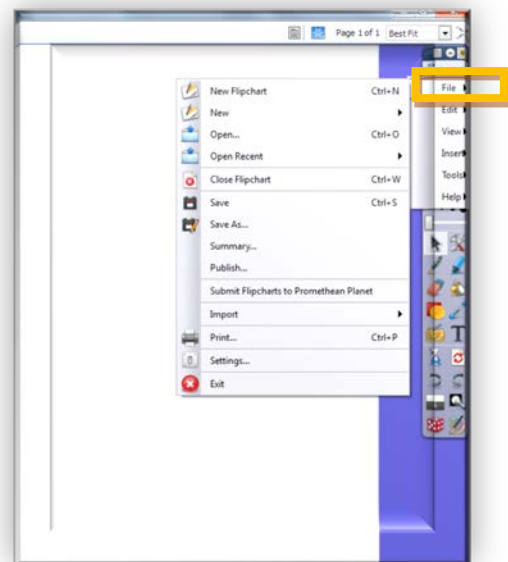 Page 1 of 1 Best Fit
File
Edit
View
Insert
Tools
Help
New Flipchart Ctrl+N
New
Open... Ctrl+O
Open Recent
Close Flipchart Ctrl+W
Save Ctrl+S
Save As...
Summary...
Publish...
Submit Flipcharts to Promethean Planet
Import
Print... Ctrl+P
Settings...
Exit
T